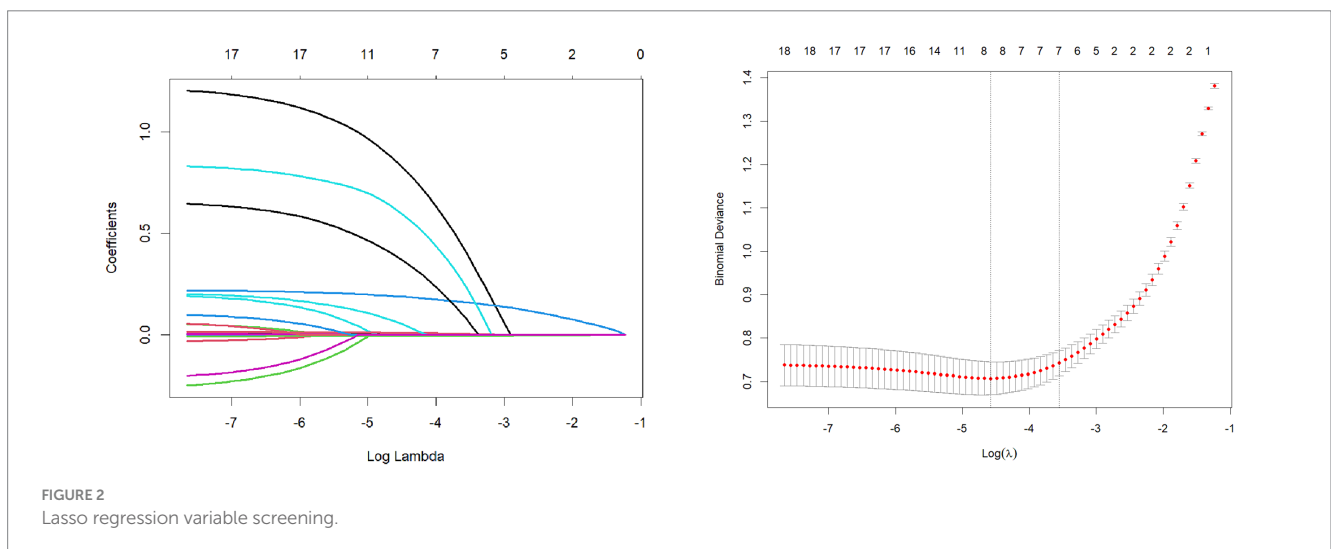 17 17 11 7 5 2 0
Coefficients
1.0
0.5
0.0
-7 -6 -5 -4 -3 -2 -1
Log Lambda
18 18 17 17 17 16 14 11 8 8 7 7 7 6 5 2 2 2 2 2 1
Binomial Deviance
1.4
1.3
1.2
1.1
1.0
0.9
0.8
0.7
-7 -6 -5 -4 -3 -2 -1
Log(λ)
FIGURE 2
Lasso regression variable screening.